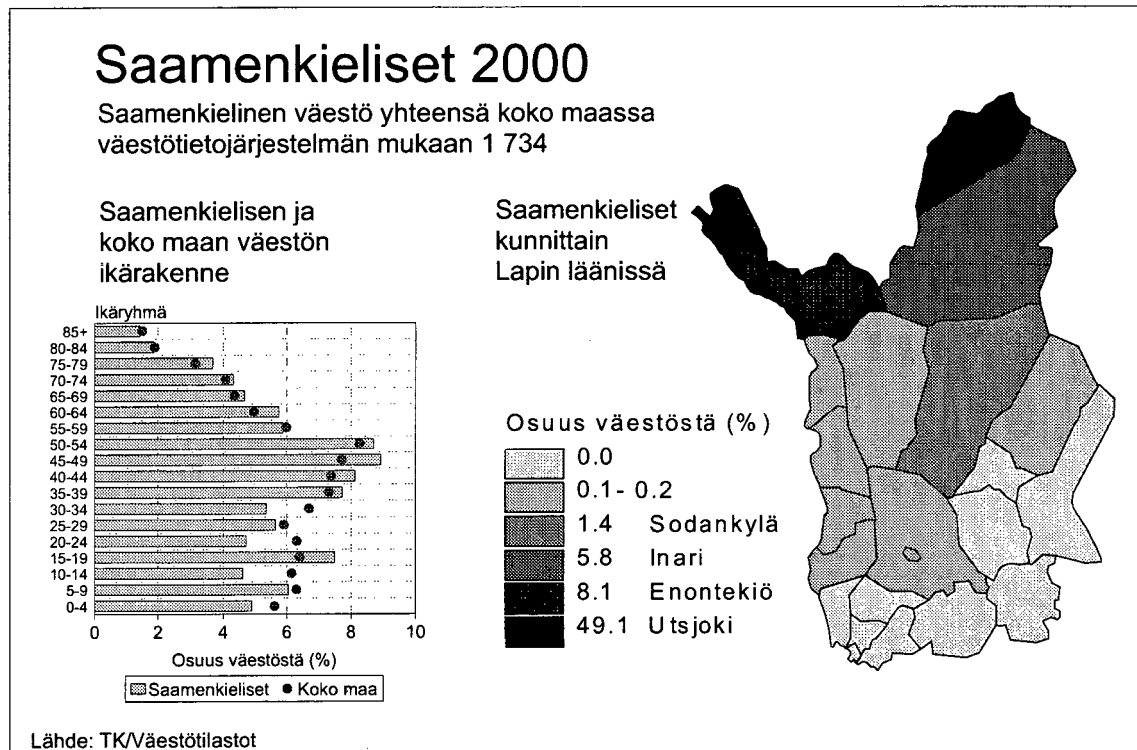 Saamenkieliset 2000
Saamenkielinen väestö yhteensä koko maassa
väestötietojärjestelmän mukaan 1 734
Saamenkielisen ja
koko maan väestön
ikärakenne
Ikäryhmä
85+
80-84
75-79
70-74
65-69
60-64
55-59
50-54
45-49
40-44
35-39
30-34
25-29
20-24
15-19
10-14
5-9
0-4
0 2 4 6 8 10
Osuus väestöstä (%)
Saamenkieliset Koko maa
Saamenkieliset
kunnittain
Lapin läänissä
Osuus väestöstä (%)
0.0
0.1- 0.2
1.4 Sodankylä
5.8 Inari
8.1 Enontekiö
49.1 Utsjoki
Lähde: TK/Väestötilastot